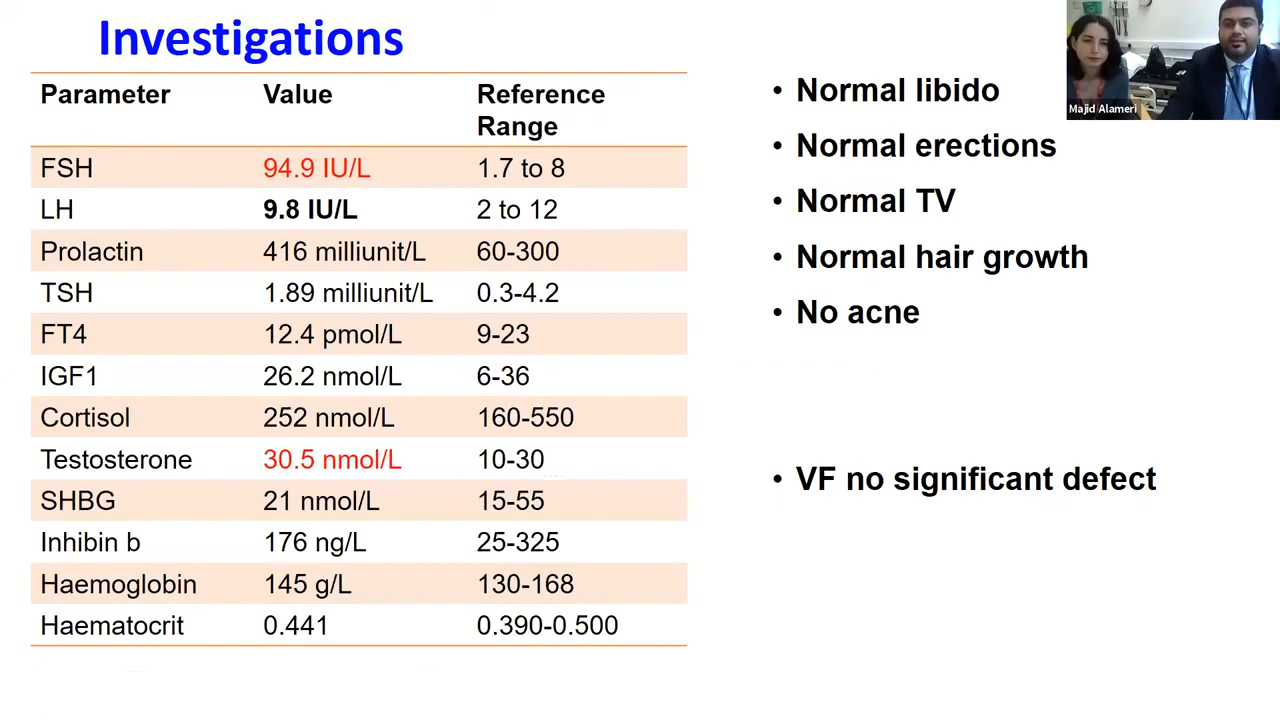 Investigations
Parameter Value Reference Range
FSH 94.9 IU/L 1.7 to 8
LH 9.8 IU/L 2 to 12
Prolactin 416 milliunit/L 60-300
TSH 1.89 milliunit/L 0.3-4.2
FT4 12.4 pmol/L 9-23
IGF1 26.2 nmol/L 6-36
Cortisol 252 nmol/L 160-550
Testosterone 30.5 nmol/L 10-30
SHBG 21 nmol/L 15-55
Inhibin b 176 ng/L 25-325
Haemoglobin 145 g/L 130-168
Haematocrit 0.441 0.390-0.500
• Normal libido
• Normal erections
• Normal TV
• Normal hair growth
• No acne
• VF no significant defect
Majid Alameri